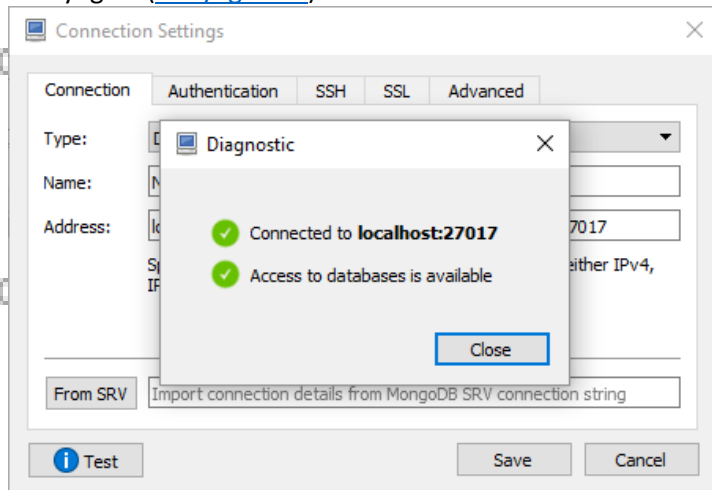 Connection Settings
Connection Authentication SSH SSL Advanced
Type:
Diagnostic
Name:
Address: 7017
Connected to localhost:27017
either IPv4,
Access to databases is available
Close
From SRV Import connection details from MongoDB SRV connection string
Test Save Cancel